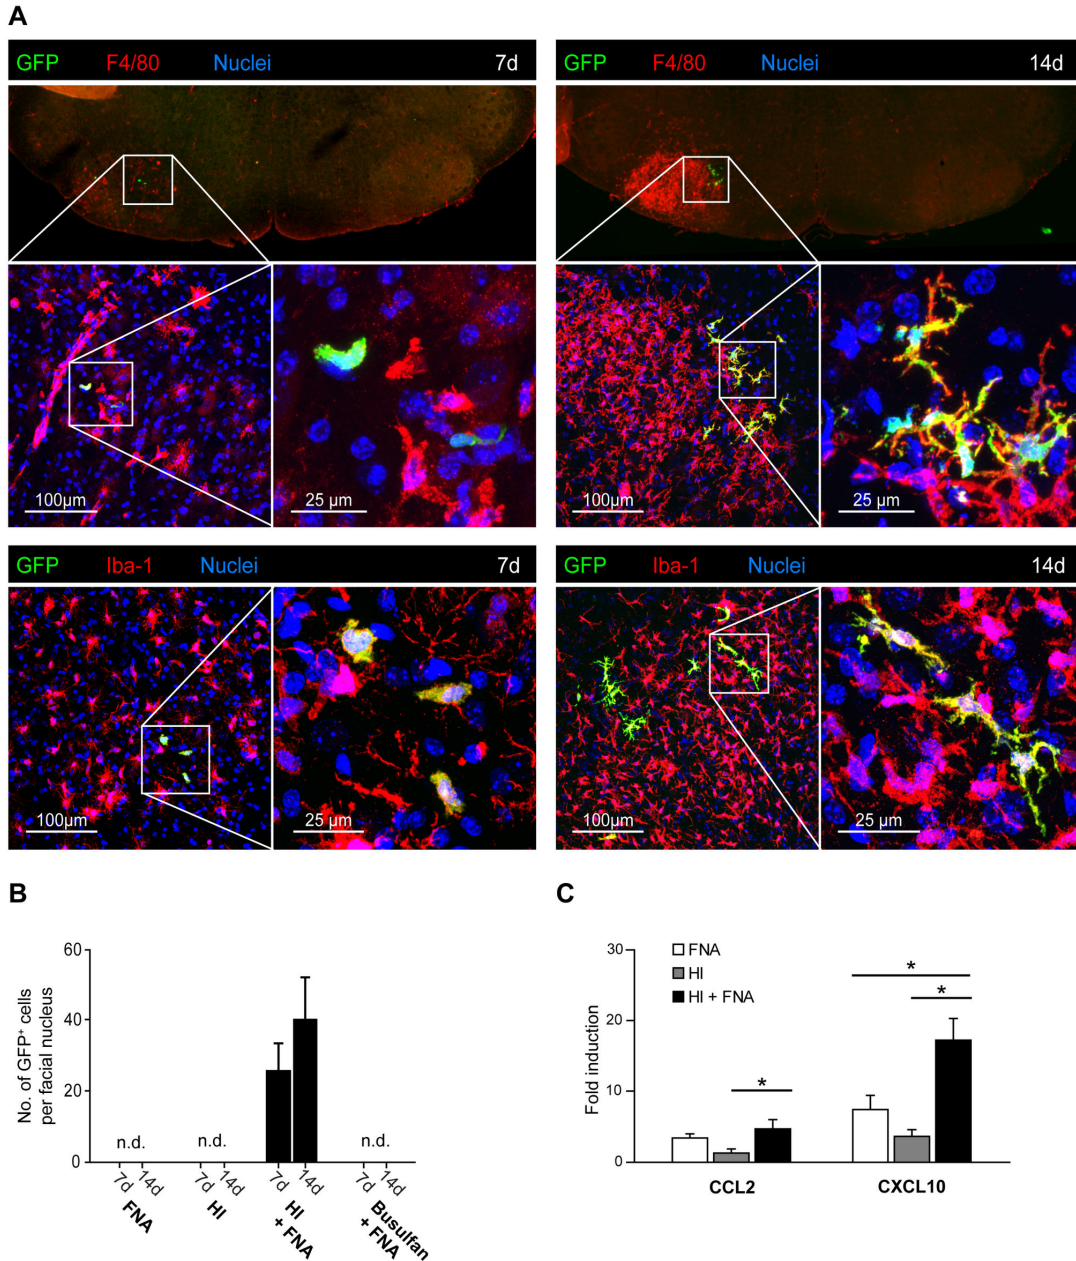 A
GFP F4/80 Nuclei 7d
GFP F4/80 Nuclei 14d
100µm
25 µm
100µm
25 µm
GFP Iba-1 Nuclei 7d
GFP Iba-1 Nuclei 14d
100µm
25 µm
100µm
25 µm
B
No. of GFP⁺ cells
per facial nucleus
60
40
20
0
n.d.
n.d.
n.d.
7d 14d 7d 14d 7d 14d 7d 14d
FNA
HI
HI
+ FNA
Busulfan
+ FNA
C
Fold induction
30
20
10
0
FNA
HI
HI + FNA
*
*
*
CCL2 CXCL10